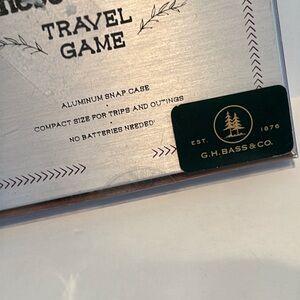 TRAVEL
GAME
ALUMINUM SNAP CASE
COMPACT SIZE FOR TRIPS AND OUTINGS
NO BATTERIES NEEDED
EST. 1876
G.H.BASS & CO.